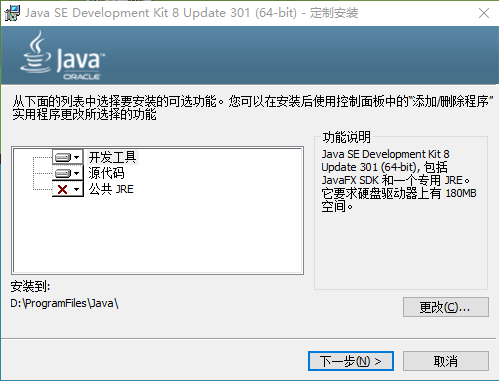 Java SE Development Kit 8 Update 301 (64-bit) - 定制安装
Java
ORACLE
从下面的列表中选择要安装的可选功能。您可以在安装后使用控制面板中的“添加/删除程序”
实用程序更改所选择的功能
开发工具
源代码
公共 JRE
功能说明
Java SE Development Kit 8
Update 301 (64-bit), 包括
JavaFX SDK 和一个专用 JRE。
它要求硬盘驱动器上有 180MB
空间。
安装到:
D:\ProgramFiles\Java\
更改(C)...
下一步(N) >
取消